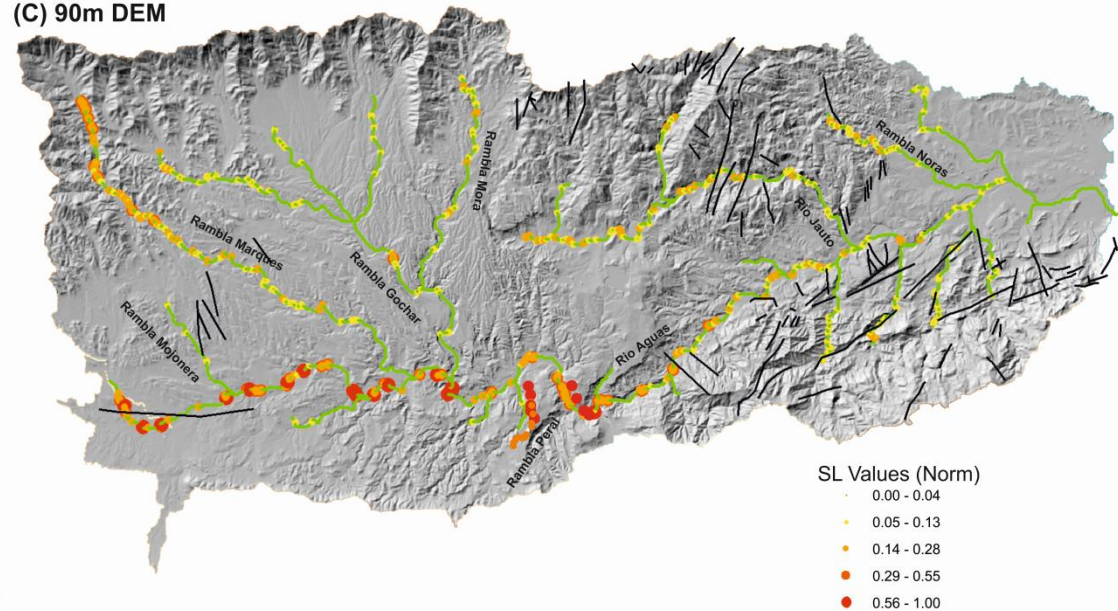 (C) 90m DEM
Rambla Mora
Rambla Noras
Rio Jauto
Rambla Marques
Rambla Gochar
Rambla Mojonera
Rio Aguas
Rambla Peral
SL Values (Norm)
0.00 - 0.04
0.05 - 0.13
0.14 - 0.28
0.29 - 0.55
0.56 - 1.00